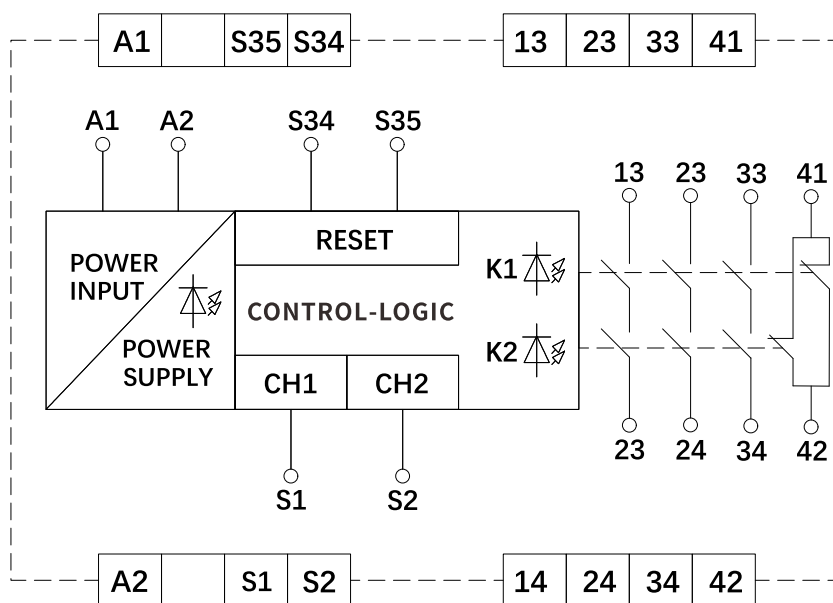 A1 S35 S34 13 23 33 41
A1 A2 S34 S35
13 23 33 41
RESET
POWER
INPUT
K1
CONTROL-LOGIC
POWER
SUPPLY
K2
CH1 CH2
23 24 34 42
S1 S2
A2 S1 S2 14 24 34 42